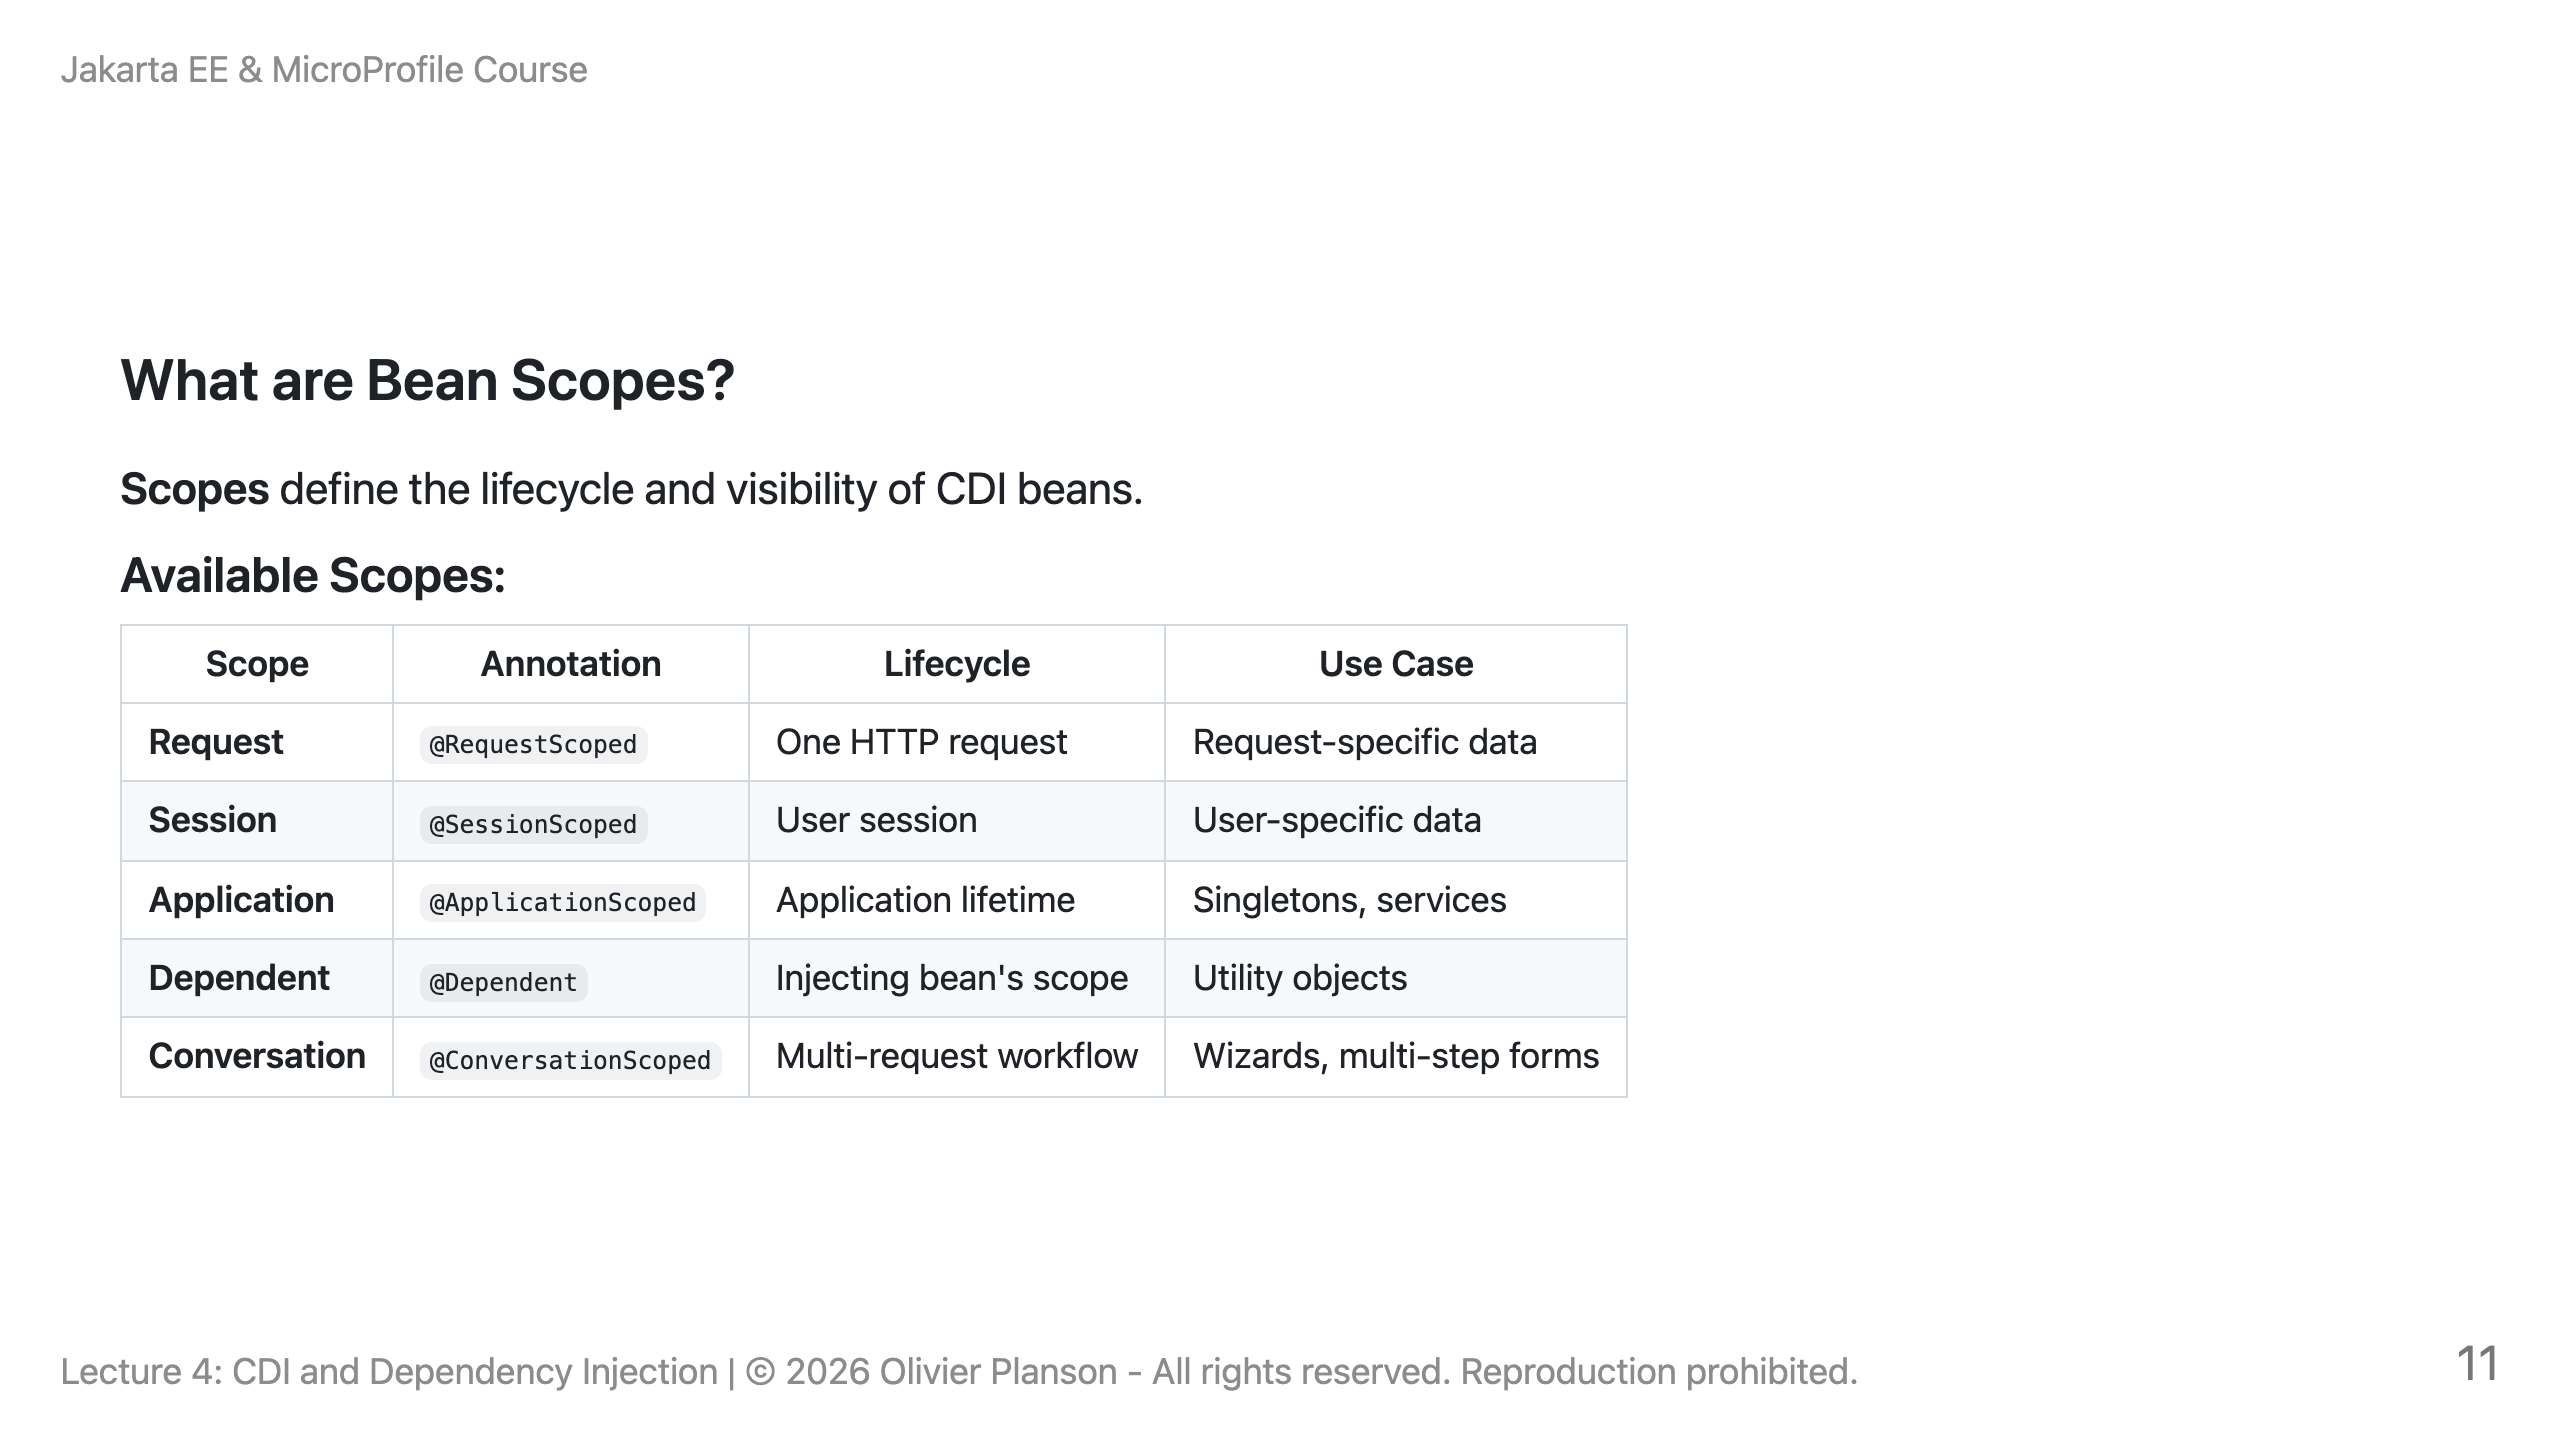 Jakarta EE & MicroProfile Course
What are Bean Scopes?
Scopes define the lifecycle and visibility of CDI beans.
Available Scopes:
Scope Annotation Lifecycle Use Case
Request @RequestScoped One HTTP request Request-specific data
Session @SessionScoped User session User-specific data
Application @ApplicationScoped Application lifetime Singletons, services
Dependent @Dependent Injecting bean's scope Utility objects
Conversation @ConversationScoped Multi-request workflow Wizards, multi-step forms
Lecture 4: CDI and Dependency Injection | © 2026 Olivier Planson - All rights reserved. Reproduction prohibited.
11